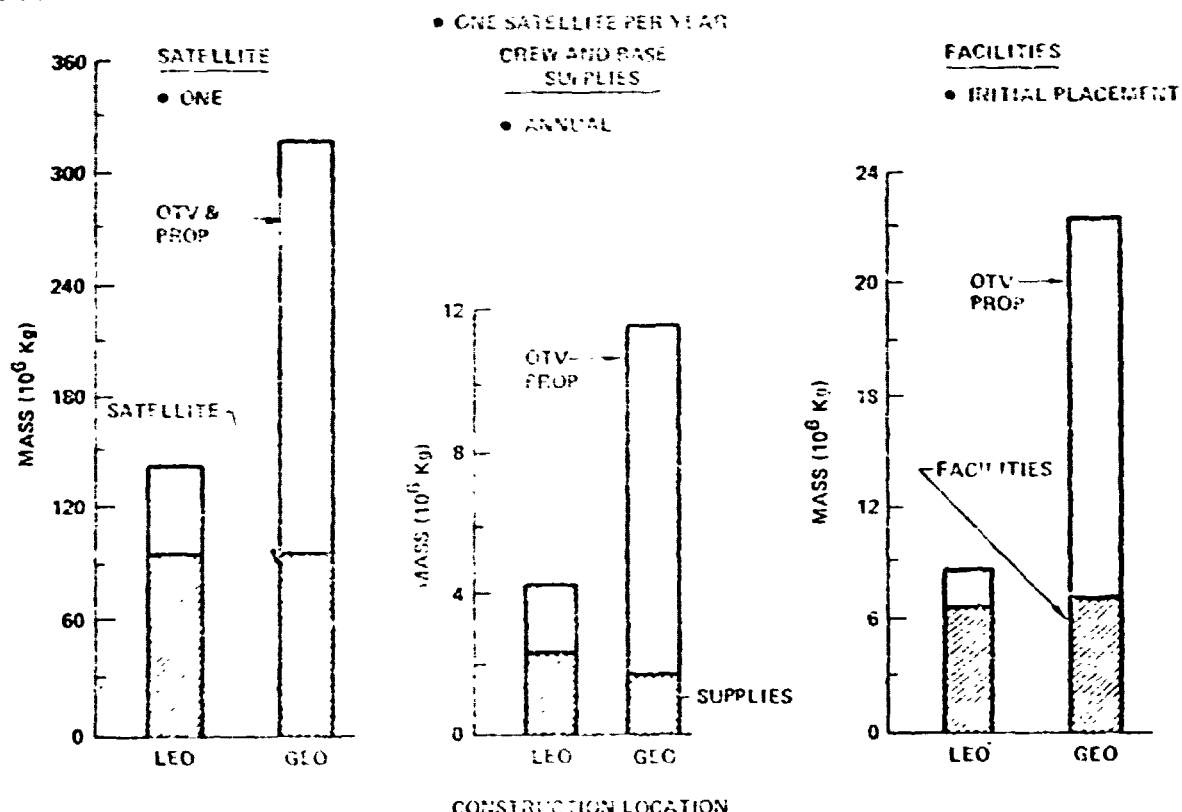 • ONE SATELLITE PER YEAR
SATELLITE
• ONE
CREW AND BASE
SUPPLIES
• ANNUAL
FACILITIES
• INITIAL PLACEMENT
360
300
240
180
120
60
0
MASS (10⁶ Kg)
OTV &
PROP
SATELLITE
LEO
GEO
12
8
4
0
MASS (10⁶ Kg)
OTV
PROP
SUPPLIES
LEO
GEO
24
20
18
12
6
0
MASS (10⁶ Kg)
OTV
PROP
FACILITIES
LEO
GEO
CONSTRUCTION LOCATION